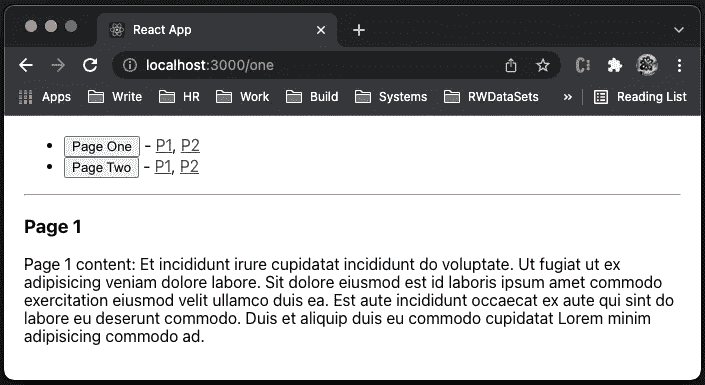 React App
localhost:3000/one
Apps Write HR Work Build Systems RWDataSets » Reading List
Page One - P1, P2
Page Two - P1, P2
Page 1
Page 1 content: Et incididunt irure cupidatat incididunt do voluptate. Ut fugiat ut ex
adipisicing veniam dolore labore. Sit dolore eiusmod est id laboris ipsum amet commodo
exercitation eiusmod velit ullamco duis ea. Est aute incididunt occaecat ex aute qui sint do
labore eu deserunt commodo. Duis et aliquip duis eu commodo cupidatat Lorem minim
adipisicing commodo ad.